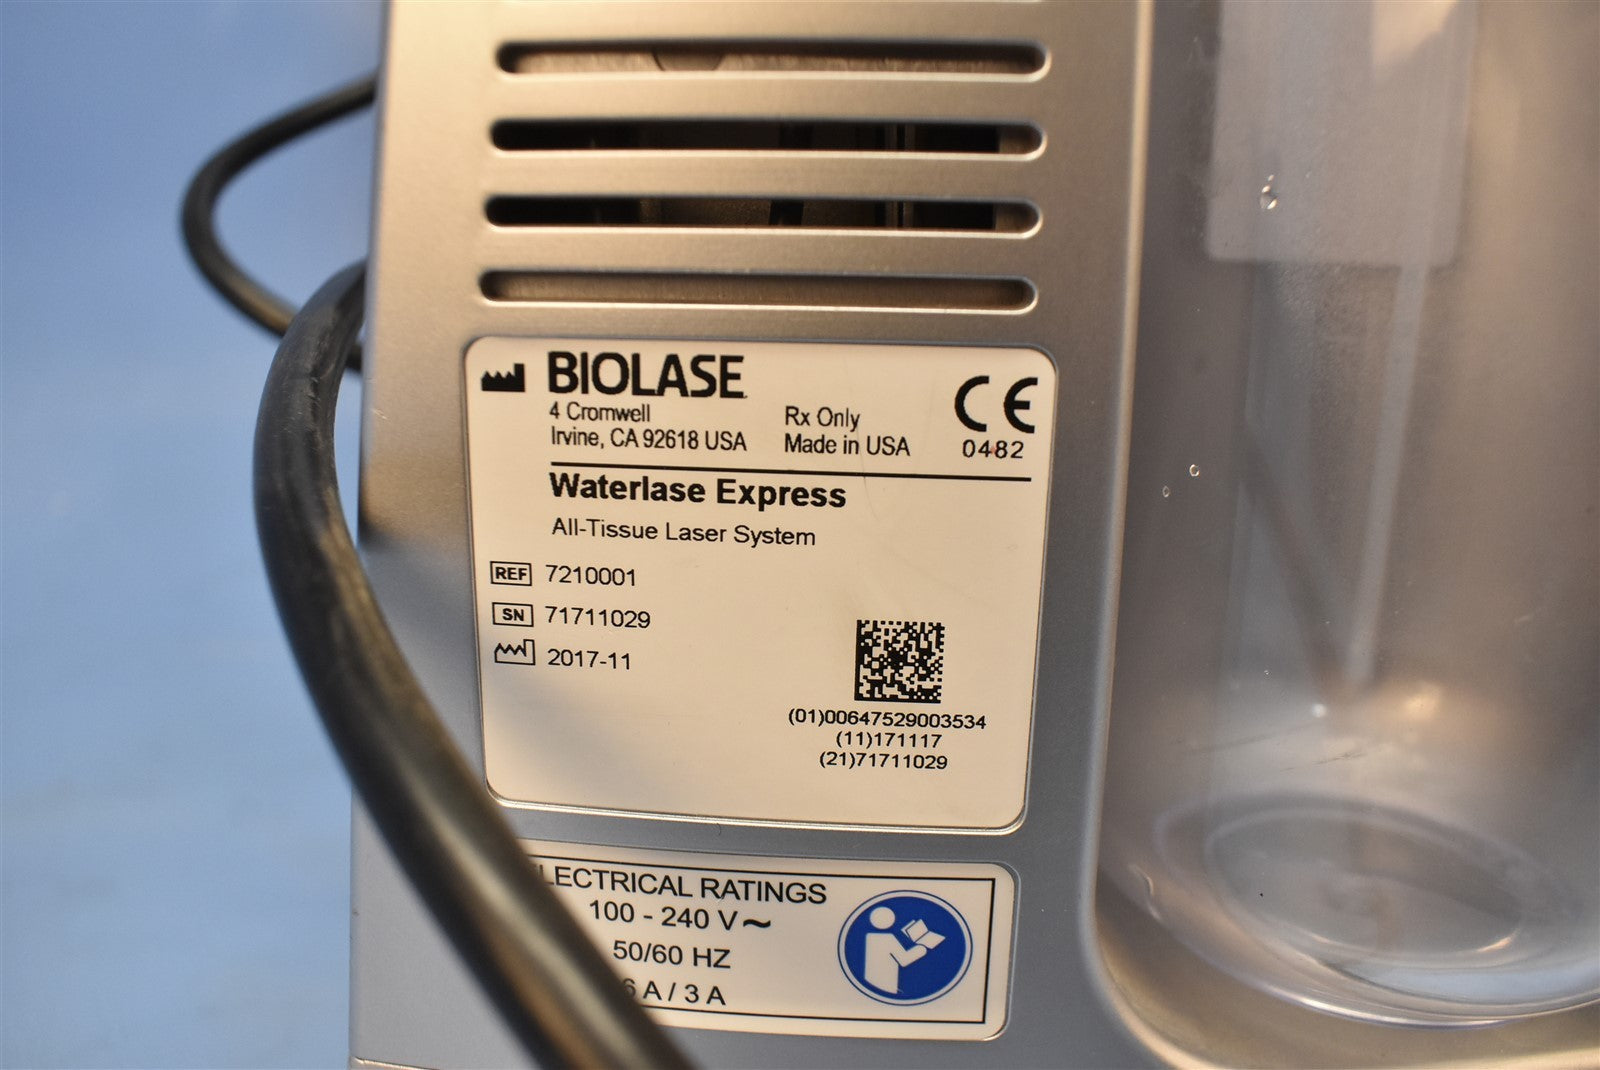 BIOLASE
4 Cromwell
Irvine, CA 92618 USA
Rx Only
Made in USA
CE
0482
Waterlase Express
All-Tissue Laser System
REF 7210001
SN 71711029
2017-11
(01)00647529003534
(11)171117
(21)71711029
LECTRICAL RATINGS
100 - 240 V~
50/60 HZ
6 A / 3 A